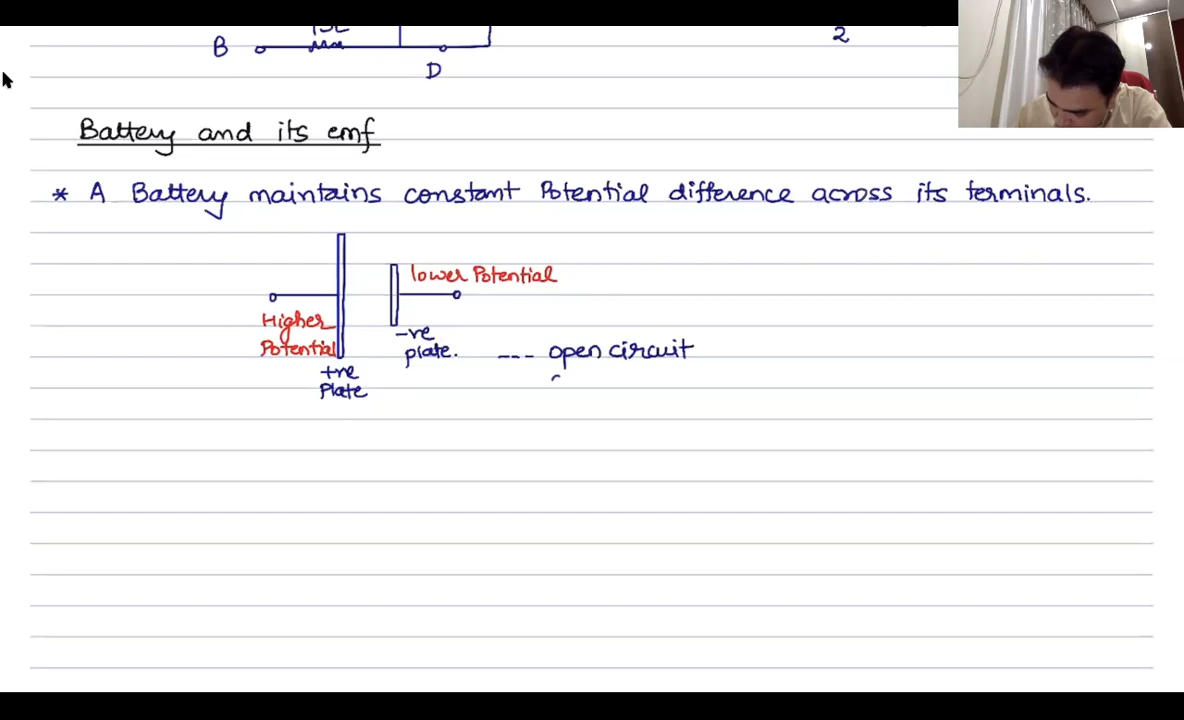 B
D
2
Battery and its emf
* A Battery maintains constant Potential difference across its terminals.
lower Potential
Higher
Potential
-ve
plate.
--- open circuit
+ve
Plate